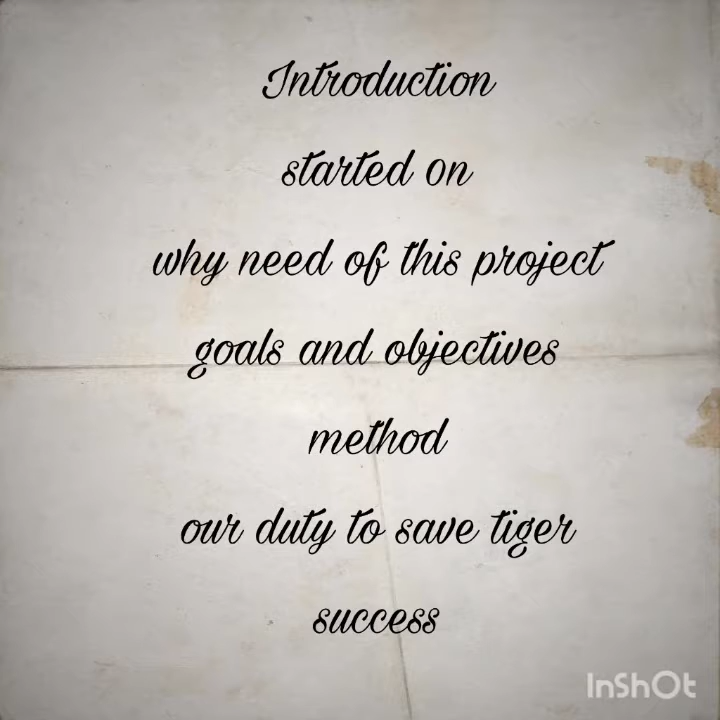 Introduction
started on
why need of this project
goals and objectives
method
our duty to save tiger
success
InShOt